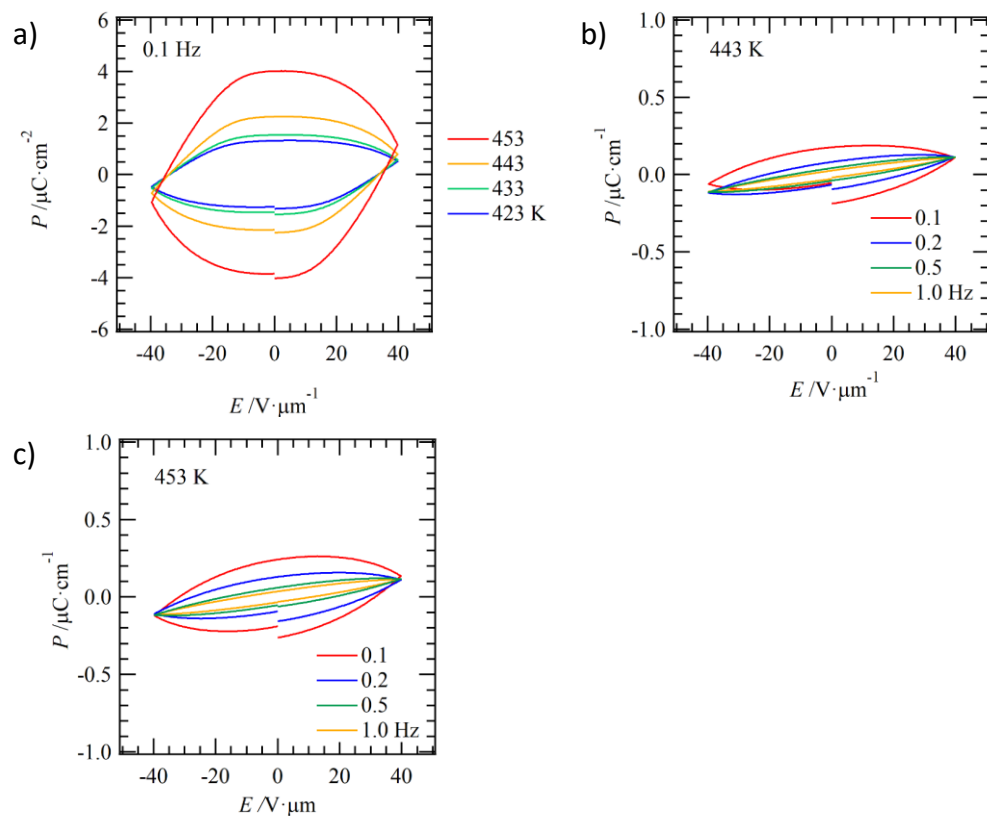 a)
0.1 Hz
6
4
2
0
-2
-4
-6
P /μC·cm-2
-40 -20 0 20 40
E /V·μm-1
453
443
433
423 K
b)
443 K
1.0
0.5
0.0
-0.5
-1.0
P /μC·cm-1
0.1
0.2
0.5
1.0 Hz
-40 -20 0 20 40
E /V·μm-1
c)
453 K
1.0
0.5
0.0
-0.5
-1.0
P /μC·cm-1
0.1
0.2
0.5
1.0 Hz
-40 -20 0 20 40
E /V·μm